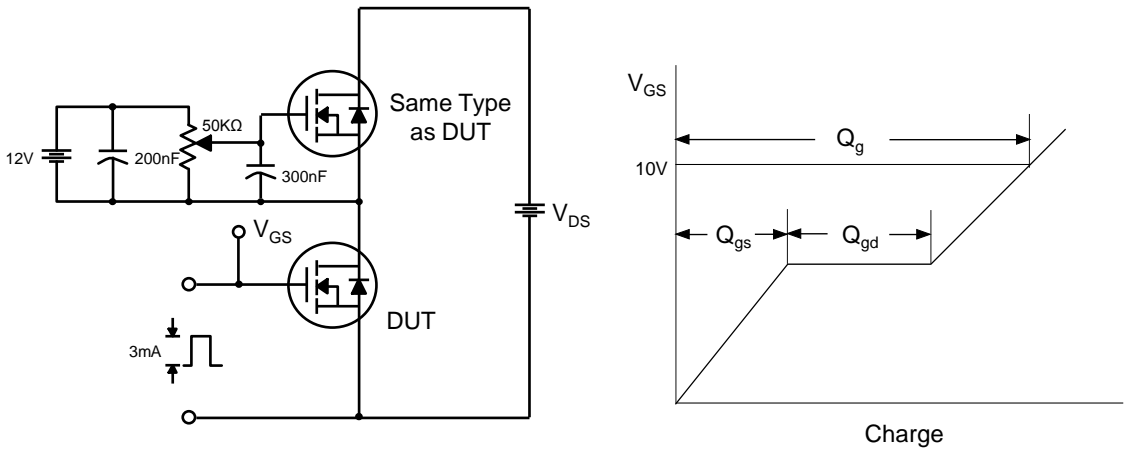 12V
200nF
50KΩ
300nF
Same Type
as DUT
V_DS
V_GS
DUT
3mA
V_GS
10V
Q_g
Q_gs
Q_gd
Charge